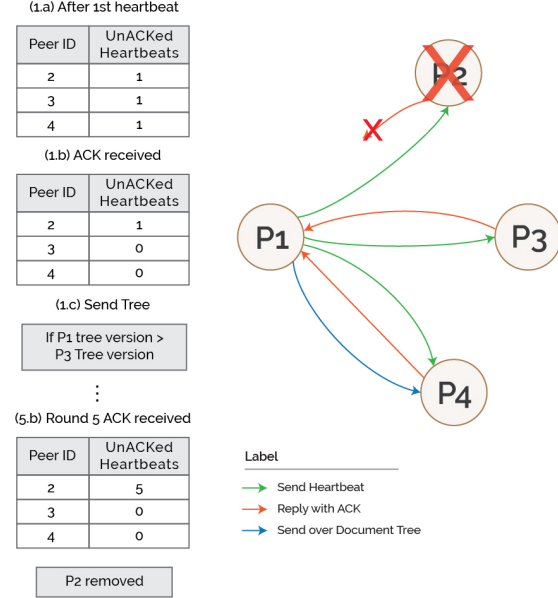 (1.a) After 1st heartbeat
Peer ID UnACKed Heartbeats
2 1
3 1
4 1
(1.b) ACK received
Peer ID UnACKed Heartbeats
2 1
3 0
4 0
(1.c) Send Tree
If P1 tree version >
P3 Tree version
⋮
(5.b) Round 5 ACK received
Peer ID UnACKed Heartbeats
2 5
3 0
4 0
P2 removed
P2
X
P1
P3
P4
Label
Send Heartbeat
Reply with ACK
Send over Document Tree